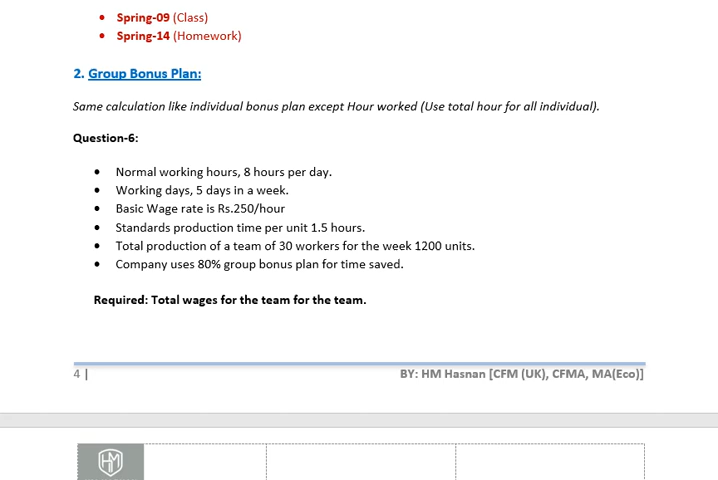 • Spring-09 (Class)
• Spring-14 (Homework)
2. Group Bonus Plan:
Same calculation like individual bonus plan except Hour worked (Use total hour for all individual).
Question-6:
• Normal working hours, 8 hours per day.
• Working days, 5 days in a week.
• Basic Wage rate is Rs.250/hour
• Standards production time per unit 1.5 hours.
• Total production of a team of 30 workers for the week 1200 units.
• Company uses 80% group bonus plan for time saved.
Required: Total wages for the team for the team.
4 | BY: HM Hasnan [CFM (UK), CFMA, MA(Eco)]
HM